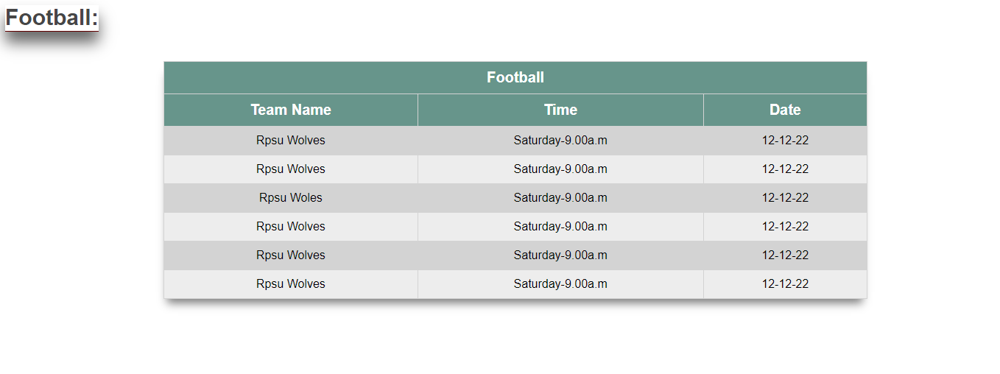 Football:
Football
Team Name Time Date
Rpsu Wolves Saturday-9.00a.m 12-12-22
Rpsu Wolves Saturday-9.00a.m 12-12-22
Rpsu Woles Saturday-9.00a.m 12-12-22
Rpsu Wolves Saturday-9.00a.m 12-12-22
Rpsu Wolves Saturday-9.00a.m 12-12-22
Rpsu Wolves Saturday-9.00a.m 12-12-22